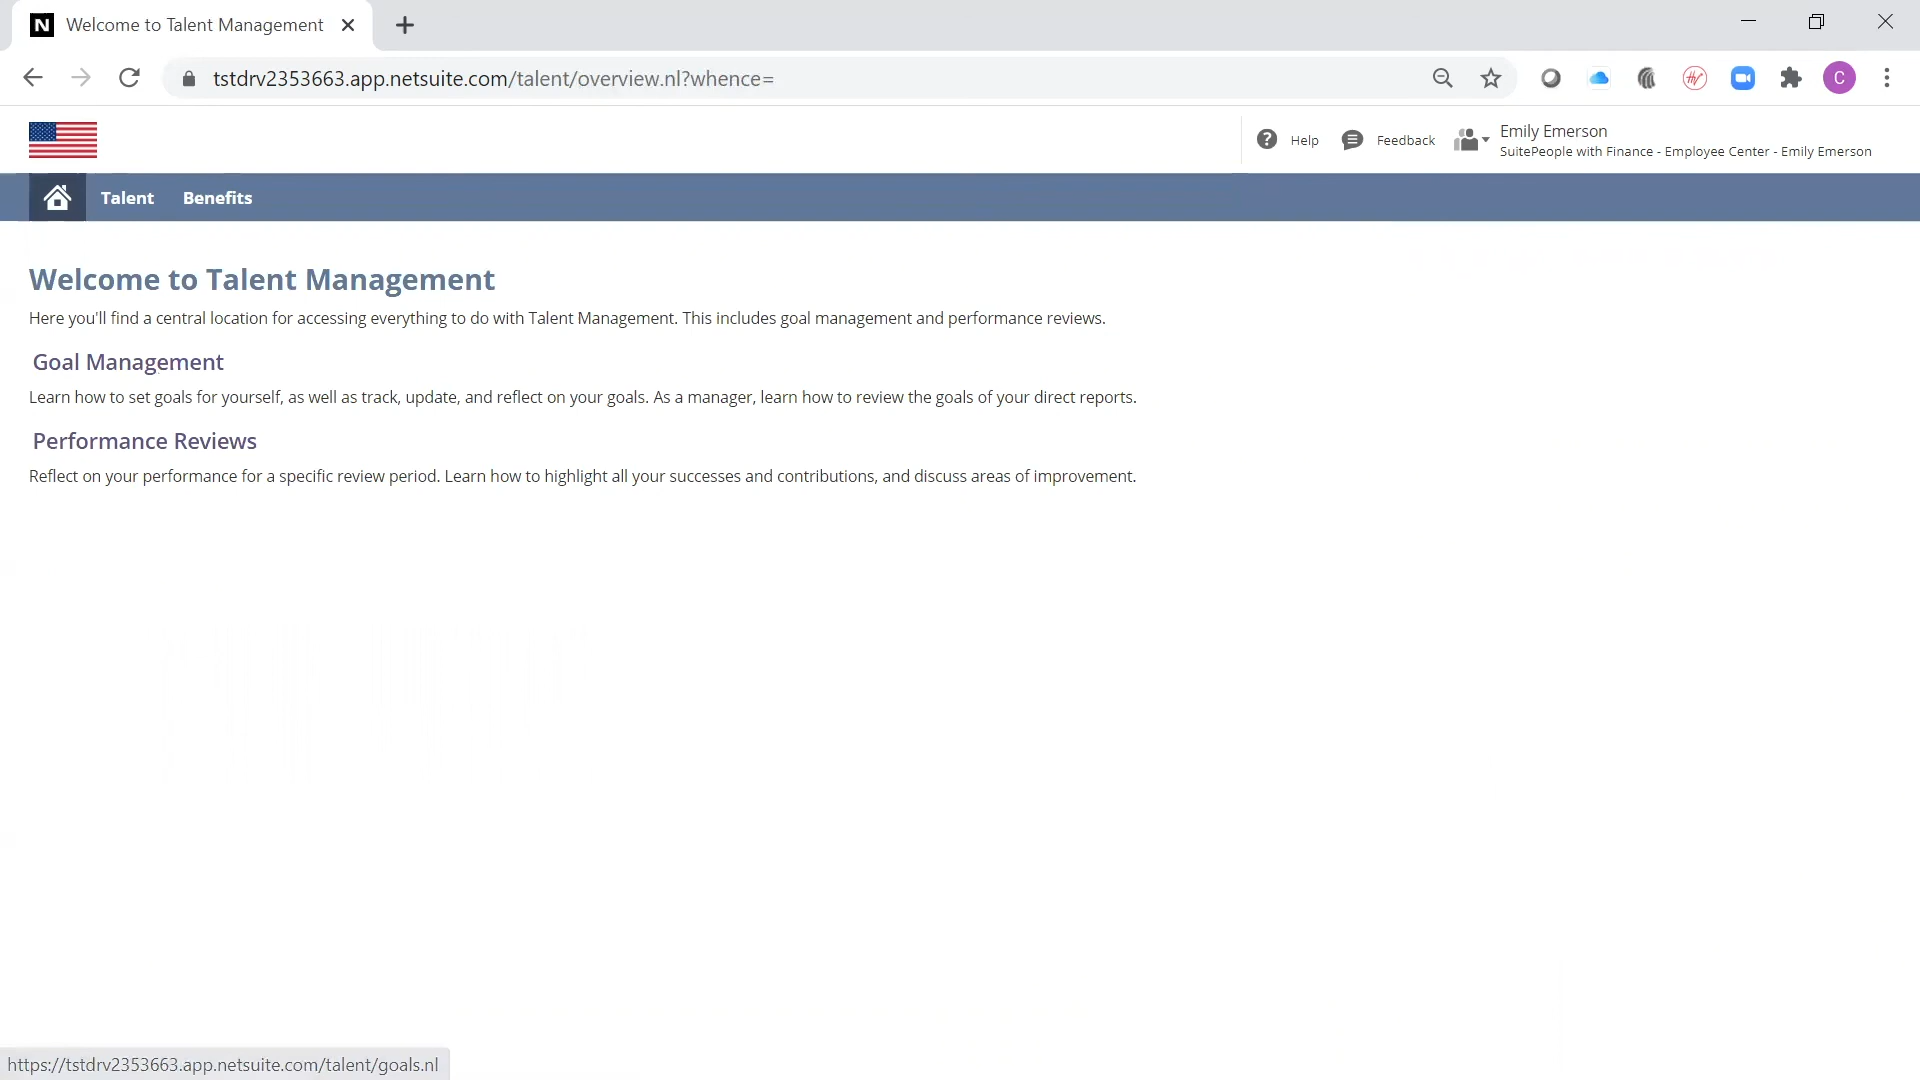 N Welcome to Talent Management
tstdrv2353663.app.netsuite.com/talent/overview.nl?whence=
C
Help
Feedback
Emily Emerson
SuitePeople with Finance - Employee Center - Emily Emerson
Talent
Benefits
Welcome to Talent Management
Here you'll find a central location for accessing everything to do with Talent Management. This includes goal management and performance reviews.
Goal Management
Learn how to set goals for yourself, as well as track, update, and reflect on your goals. As a manager, learn how to review the goals of your direct reports.
Performance Reviews
Reflect on your performance for a specific review period. Learn how to highlight all your successes and contributions, and discuss areas of improvement.
https://tstdrv2353663.app.netsuite.com/talent/goals.nl